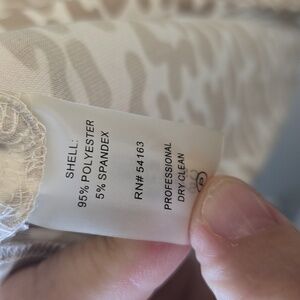 SHELL:
95% POLYESTER
5% SPANDEX
RN# 54163
PROFESSIONAL
DRY CLEAN